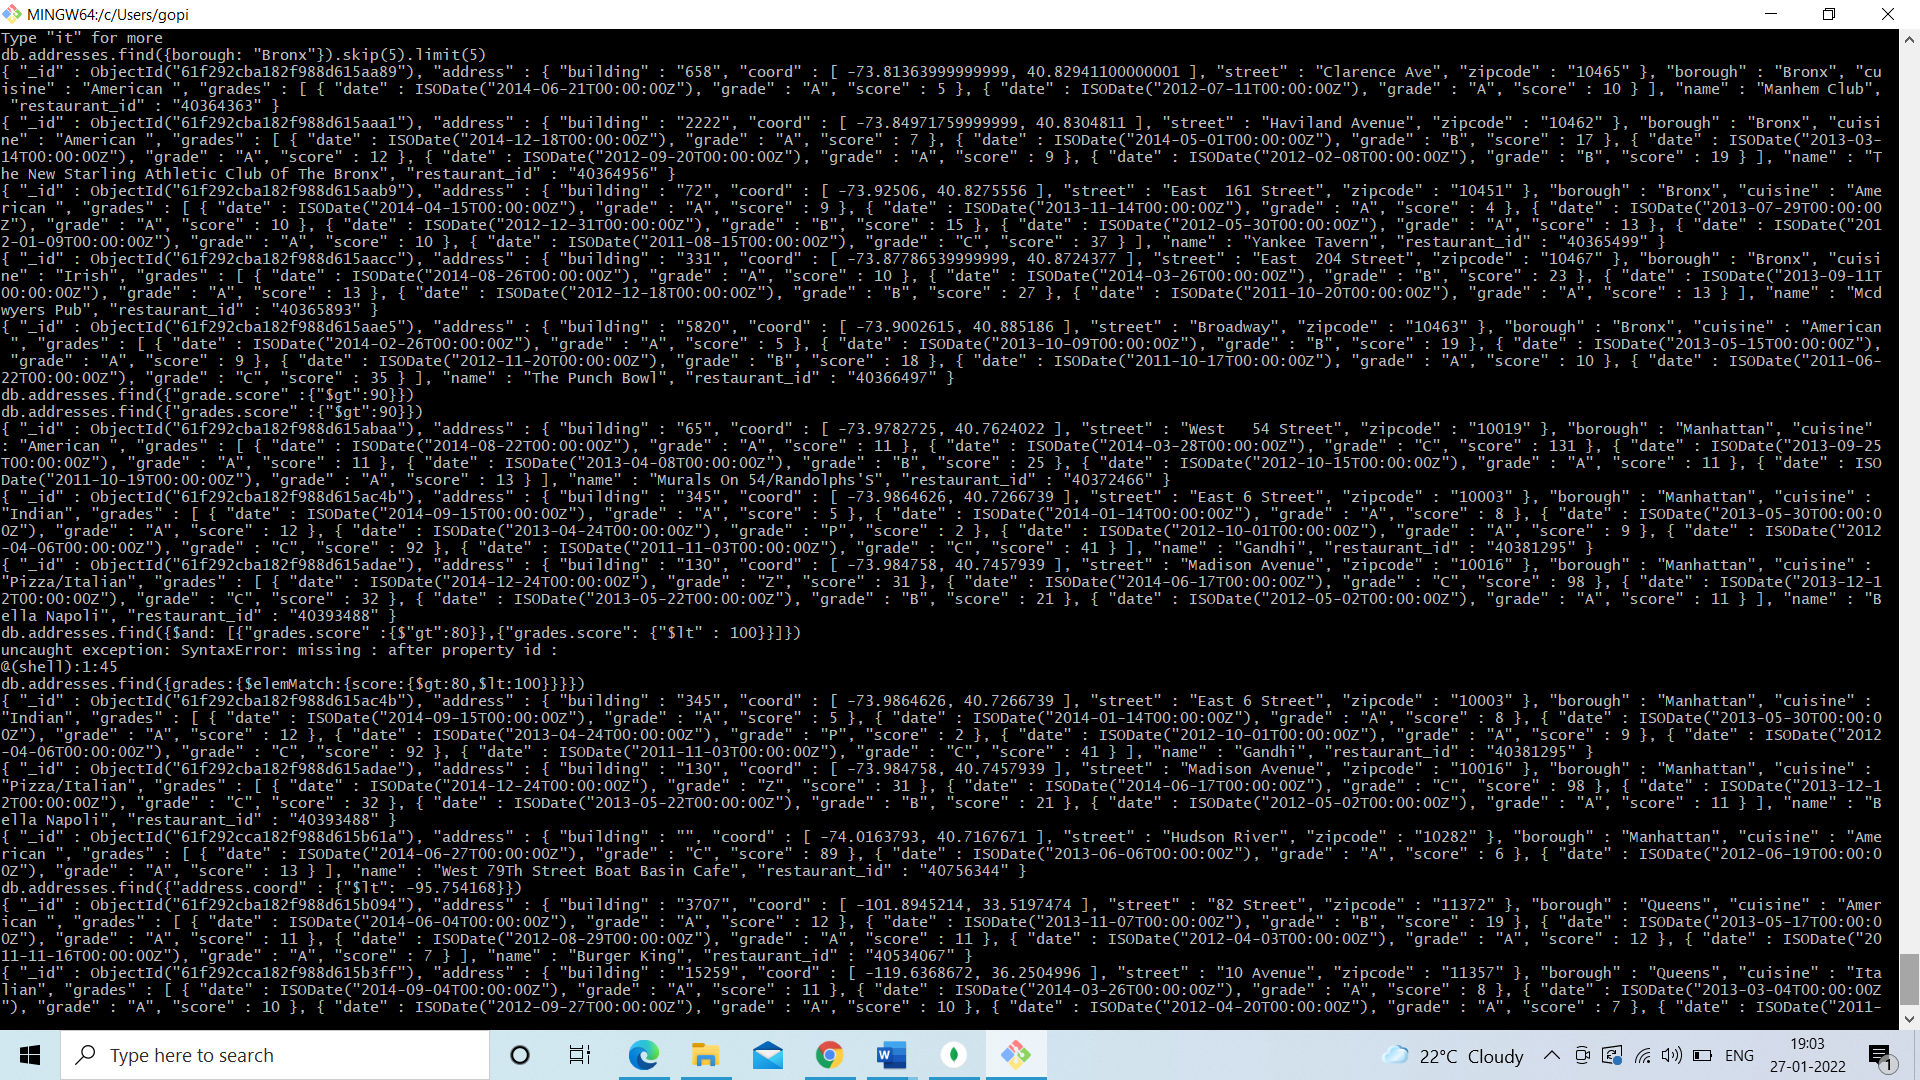 MINGW64:/c/Users/gopi
Type "it" for more
db.addresses.find({borough: "Bronx"}).skip(5).limit(5)
{ "_id" : ObjectId("61f292cba182f988d615aa89"), "address" : { "building" : "658", "coord" : [ -73.81363999999999, 40.82941100000001 ], "street" : "Clarence Ave", "zipcode" : "10465" }, "borough" : "Bronx", "cu
isine" : "American ", "grades" : [ { "date" : ISODate("2014-06-21T00:00:00Z"), "grade" : "A", "score" : 5 }, { "date" : ISODate("2012-07-11T00:00:00Z"), "grade" : "A", "score" : 10 } ], "name" : "Manhem Club",
 "restaurant_id" : "40364363" }
{ "_id" : ObjectId("61f292cba182f988d615aaa1"), "address" : { "building" : "2222", "coord" : [ -73.84971759999999, 40.8304811 ], "street" : "Haviland Avenue", "zipcode" : "10462" }, "borough" : "Bronx", "cuisi
ne" : "American ", "grades" : [ { "date" : ISODate("2014-12-18T00:00:00Z"), "grade" : "A", "score" : 7 }, { "date" : ISODate("2014-05-01T00:00:00Z"), "grade" : "B", "score" : 17 }, { "date" : ISODate("2013-03-
14T00:00:00Z"), "grade" : "A", "score" : 12 }, { "date" : ISODate("2012-09-20T00:00:00Z"), "grade" : "A", "score" : 9 }, { "date" : ISODate("2012-02-08T00:00:00Z"), "grade" : "B", "score" : 19 } ], "name" : "T
he New Starling Athletic Club Of The Bronx", "restaurant_id" : "40364956" }
{ "_id" : ObjectId("61f292cba182f988d615aab9"), "address" : { "building" : "72", "coord" : [ -73.92506, 40.8275556 ], "street" : "East  161 Street", "zipcode" : "10451" }, "borough" : "Bronx", "cuisine" : "Ame
rican ", "grades" : [ { "date" : ISODate("2014-04-15T00:00:00Z"), "grade" : "A", "score" : 9 }, { "date" : ISODate("2013-11-14T00:00:00Z"), "grade" : "A", "score" : 4 }, { "date" : ISODate("2013-07-29T00:00:00
Z"), "grade" : "A", "score" : 10 }, { "date" : ISODate("2012-12-31T00:00:00Z"), "grade" : "B", "score" : 15 }, { "date" : ISODate("2012-05-30T00:00:00Z"), "grade" : "A", "score" : 13 }, { "date" : ISODate("201
2-01-09T00:00:00Z"), "grade" : "A", "score" : 10 }, { "date" : ISODate("2011-08-15T00:00:00Z"), "grade" : "C", "score" : 37 } ], "name" : "Yankee Tavern", "restaurant_id" : "40365499" }
{ "_id" : ObjectId("61f292cba182f988d615aacc"), "address" : { "building" : "331", "coord" : [ -73.87786539999999, 40.8724377 ], "street" : "East  204 Street", "zipcode" : "10467" }, "borough" : "Bronx", "cuisi
ne" : "Irish", "grades" : [ { "date" : ISODate("2014-08-26T00:00:00Z"), "grade" : "A", "score" : 10 }, { "date" : ISODate("2014-03-26T00:00:00Z"), "grade" : "B", "score" : 23 }, { "date" : ISODate("2013-09-11T
00:00:00Z"), "grade" : "A", "score" : 13 }, { "date" : ISODate("2012-12-18T00:00:00Z"), "grade" : "B", "score" : 27 }, { "date" : ISODate("2011-10-20T00:00:00Z"), "grade" : "A", "score" : 13 } ], "name" : "Mcd
wyers Pub", "restaurant_id" : "40365893" }
{ "_id" : ObjectId("61f292cba182f988d615aae5"), "address" : { "building" : "5820", "coord" : [ -73.9002615, 40.885186 ], "street" : "Broadway", "zipcode" : "10463" }, "borough" : "Bronx", "cuisine" : "American
 ", "grades" : [ { "date" : ISODate("2014-02-26T00:00:00Z"), "grade" : "A", "score" : 5 }, { "date" : ISODate("2013-10-09T00:00:00Z"), "grade" : "B", "score" : 19 }, { "date" : ISODate("2013-05-15T00:00:00Z"),
 "grade" : "A", "score" : 9 }, { "date" : ISODate("2012-11-20T00:00:00Z"), "grade" : "B", "score" : 18 }, { "date" : ISODate("2011-10-17T00:00:00Z"), "grade" : "A", "score" : 10 }, { "date" : ISODate("2011-06-
22T00:00:00Z"), "grade" : "C", "score" : 35 } ], "name" : "The Punch Bowl", "restaurant_id" : "40366497" }
db.addresses.find({"grade.score" :{"$gt":90}})
db.addresses.find({"grades.score" :{"$gt":90}})
{ "_id" : ObjectId("61f292cba182f988d615abaa"), "address" : { "building" : "65", "coord" : [ -73.9782725, 40.7624022 ], "street" : "West   54 Street", "zipcode" : "10019" }, "borough" : "Manhattan", "cuisine"
: "American ", "grades" : [ { "date" : ISODate("2014-08-22T00:00:00Z"), "grade" : "A", "score" : 11 }, { "date" : ISODate("2014-03-28T00:00:00Z"), "grade" : "C", "score" : 131 }, { "date" : ISODate("2013-09-25
T00:00:00Z"), "grade" : "A", "score" : 11 }, { "date" : ISODate("2013-04-08T00:00:00Z"), "grade" : "B", "score" : 25 }, { "date" : ISODate("2012-10-15T00:00:00Z"), "grade" : "A", "score" : 11 }, { "date" : ISO
Date("2011-10-19T00:00:00Z"), "grade" : "A", "score" : 13 } ], "name" : "Murals On 54/Randolphs'S", "restaurant_id" : "40372466" }
{ "_id" : ObjectId("61f292cba182f988d615ac4b"), "address" : { "building" : "345", "coord" : [ -73.9864626, 40.7266739 ], "street" : "East 6 Street", "zipcode" : "10003" }, "borough" : "Manhattan", "cuisine" :
"Indian", "grades" : [ { "date" : ISODate("2014-09-15T00:00:00Z"), "grade" : "A", "score" : 5 }, { "date" : ISODate("2014-01-14T00:00:00Z"), "grade" : "A", "score" : 8 }, { "date" : ISODate("2013-05-30T00:00:0
0Z"), "grade" : "A", "score" : 12 }, { "date" : ISODate("2013-04-24T00:00:00Z"), "grade" : "P", "score" : 2 }, { "date" : ISODate("2012-10-01T00:00:00Z"), "grade" : "A", "score" : 9 }, { "date" : ISODate("2012
-04-06T00:00:00Z"), "grade" : "C", "score" : 92 }, { "date" : ISODate("2011-11-03T00:00:00Z"), "grade" : "C", "score" : 41 } ], "name" : "Gandhi", "restaurant_id" : "40381295" }
{ "_id" : ObjectId("61f292cba182f988d615adae"), "address" : { "building" : "130", "coord" : [ -73.984758, 40.7457939 ], "street" : "Madison Avenue", "zipcode" : "10016" }, "borough" : "Manhattan", "cuisine" :
"Pizza/Italian", "grades" : [ { "date" : ISODate("2014-12-24T00:00:00Z"), "grade" : "Z", "score" : 31 }, { "date" : ISODate("2014-06-17T00:00:00Z"), "grade" : "C", "score" : 98 }, { "date" : ISODate("2013-12-1
2T00:00:00Z"), "grade" : "C", "score" : 32 }, { "date" : ISODate("2013-05-22T00:00:00Z"), "grade" : "B", "score" : 21 }, { "date" : ISODate("2012-05-02T00:00:00Z"), "grade" : "A", "score" : 11 } ], "name" : "B
ella Napoli", "restaurant_id" : "40393488" }
db.addresses.find({$and: [{"grades.score" :{$"gt":80}},{"grades.score": {"$lt" : 100}}]})
uncaught exception: SyntaxError: missing : after property id :
@(shell):1:45
db.addresses.find({grades:{$elemMatch:{score:{$gt:80,$lt:100}}}})
{ "_id" : ObjectId("61f292cba182f988d615ac4b"), "address" : { "building" : "345", "coord" : [ -73.9864626, 40.7266739 ], "street" : "East 6 Street", "zipcode" : "10003" }, "borough" : "Manhattan", "cuisine" :
"Indian", "grades" : [ { "date" : ISODate("2014-09-15T00:00:00Z"), "grade" : "A", "score" : 5 }, { "date" : ISODate("2014-01-14T00:00:00Z"), "grade" : "A", "score" : 8 }, { "date" : ISODate("2013-05-30T00:00:0
0Z"), "grade" : "A", "score" : 12 }, { "date" : ISODate("2013-04-24T00:00:00Z"), "grade" : "P", "score" : 2 }, { "date" : ISODate("2012-10-01T00:00:00Z"), "grade" : "A", "score" : 9 }, { "date" : ISODate("2012
-04-06T00:00:00Z"), "grade" : "C", "score" : 92 }, { "date" : ISODate("2011-11-03T00:00:00Z"), "grade" : "C", "score" : 41 } ], "name" : "Gandhi", "restaurant_id" : "40381295" }
{ "_id" : ObjectId("61f292cba182f988d615adae"), "address" : { "building" : "130", "coord" : [ -73.984758, 40.7457939 ], "street" : "Madison Avenue", "zipcode" : "10016" }, "borough" : "Manhattan", "cuisine" :
"Pizza/Italian", "grades" : [ { "date" : ISODate("2014-12-24T00:00:00Z"), "grade" : "Z", "score" : 31 }, { "date" : ISODate("2014-06-17T00:00:00Z"), "grade" : "C", "score" : 98 }, { "date" : ISODate("2013-12-1
2T00:00:00Z"), "grade" : "C", "score" : 32 }, { "date" : ISODate("2013-05-22T00:00:00Z"), "grade" : "B", "score" : 21 }, { "date" : ISODate("2012-05-02T00:00:00Z"), "grade" : "A", "score" : 11 } ], "name" : "B
ella Napoli", "restaurant_id" : "40393488" }
{ "_id" : ObjectId("61f292cca182f988d615b61a"), "address" : { "building" : "", "coord" : [ -74.0163793, 40.7167671 ], "street" : "Hudson River", "zipcode" : "10282" }, "borough" : "Manhattan", "cuisine" : "Ame
rican ", "grades" : [ { "date" : ISODate("2014-06-27T00:00:00Z"), "grade" : "C", "score" : 89 }, { "date" : ISODate("2013-06-06T00:00:00Z"), "grade" : "A", "score" : 6 }, { "date" : ISODate("2012-06-19T00:00:0
0Z"), "grade" : "A", "score" : 13 } ], "name" : "West 79Th Street Boat Basin Cafe", "restaurant_id" : "40756344" }
db.addresses.find({"address.coord" : {"$lt": -95.754168}})
{ "_id" : ObjectId("61f292cba182f988d615b094"), "address" : { "building" : "3707", "coord" : [ -101.8945214, 33.5197474 ], "street" : "82 Street", "zipcode" : "11372" }, "borough" : "Queens", "cuisine" : "Amer
ican ", "grades" : [ { "date" : ISODate("2014-06-04T00:00:00Z"), "grade" : "A", "score" : 12 }, { "date" : ISODate("2013-11-07T00:00:00Z"), "grade" : "B", "score" : 19 }, { "date" : ISODate("2013-05-17T00:00:0
0Z"), "grade" : "A", "score" : 11 }, { "date" : ISODate("2012-08-29T00:00:00Z"), "grade" : "A", "score" : 11 }, { "date" : ISODate("2012-04-03T00:00:00Z"), "grade" : "A", "score" : 12 }, { "date" : ISODate("20
11-11-16T00:00:00Z"), "grade" : "A", "score" : 7 } ], "name" : "Burger King", "restaurant_id" : "40534067" }
{ "_id" : ObjectId("61f292cca182f988d615b3ff"), "address" : { "building" : "15259", "coord" : [ -119.6368672, 36.2504996 ], "street" : "10 Avenue", "zipcode" : "11357" }, "borough" : "Queens", "cuisine" : "Ita
lian", "grades" : [ { "date" : ISODate("2014-09-04T00:00:00Z"), "grade" : "A", "score" : 11 }, { "date" : ISODate("2014-03-26T00:00:00Z"), "grade" : "A", "score" : 8 }, { "date" : ISODate("2013-03-04T00:00:00Z
"), "grade" : "A", "score" : 10 }, { "date" : ISODate("2012-09-27T00:00:00Z"), "grade" : "A", "score" : 10 }, { "date" : ISODate("2012-04-20T00:00:00Z"), "grade" : "A", "score" : 7 }, { "date" : ISODate("2011-
Type here to search
22°C Cloudy
ENG
19:03
27-01-2022
1